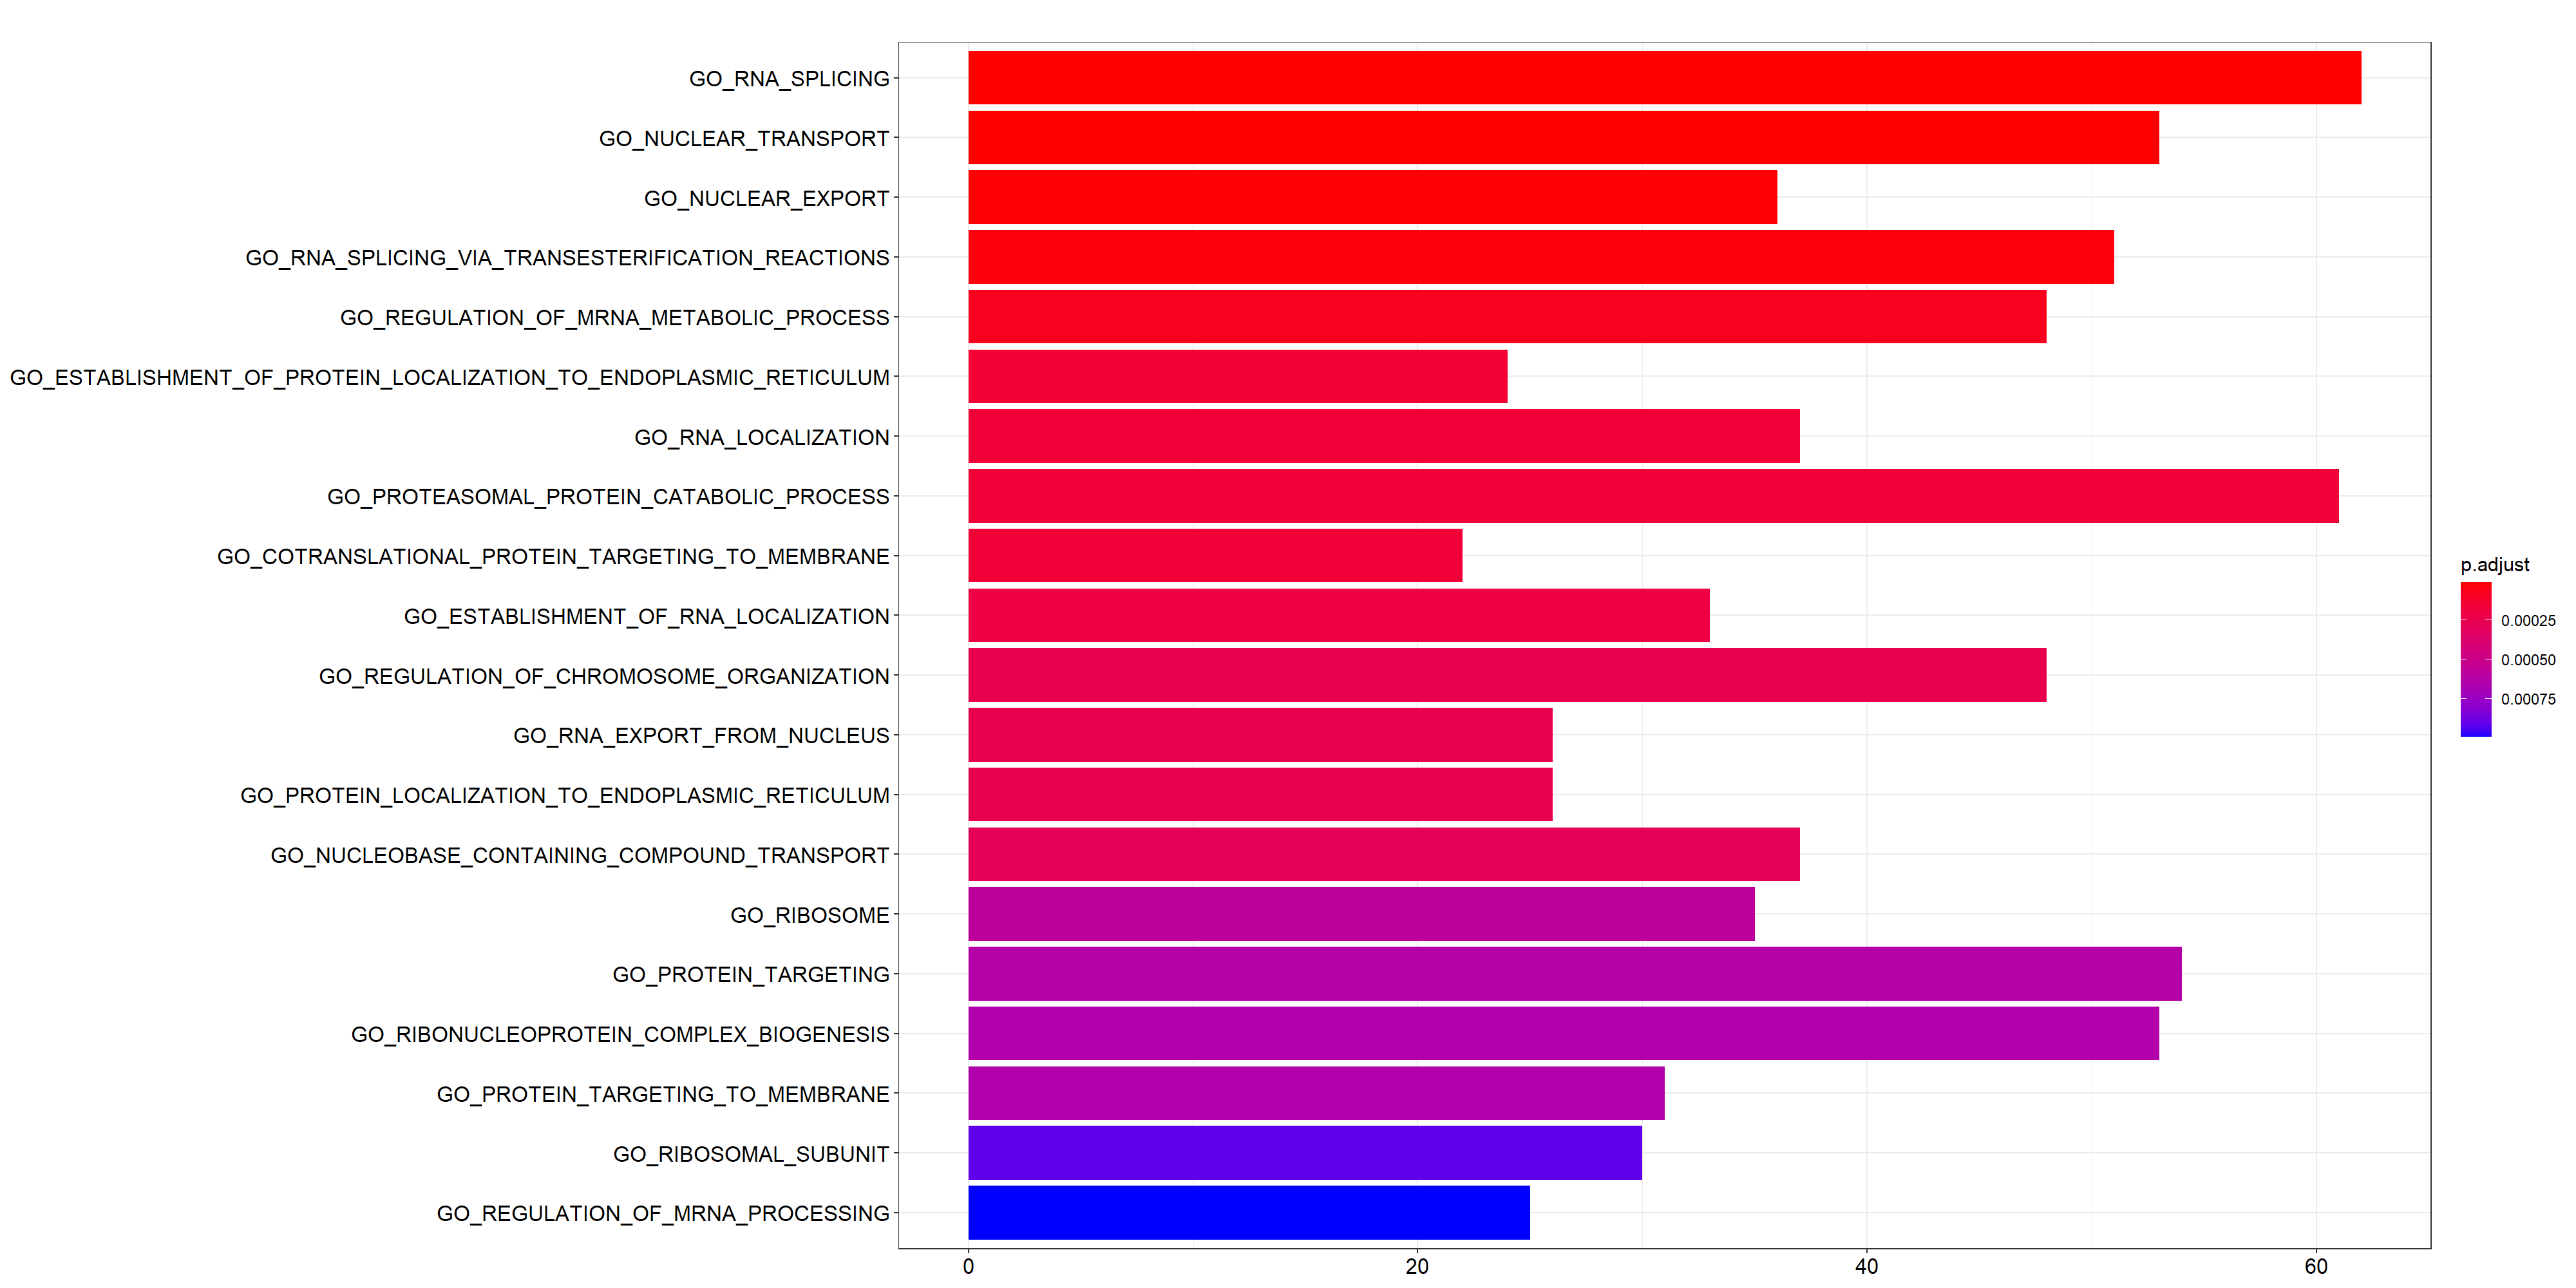 GO_RNA_SPLICING
GO_NUCLEAR_TRANSPORT
GO_NUCLEAR_EXPORT
GO_RNA_SPLICING_VIA_TRANSESTERIFICATION_REACTIONS
GO_REGULATION_OF_MRNA_METABOLIC_PROCESS
GO_ESTABLISHMENT_OF_PROTEIN_LOCALIZATION_TO_ENDOPLASMIC_RETICULUM
GO_RNA_LOCALIZATION
GO_PROTEASOMAL_PROTEIN_CATABOLIC_PROCESS
GO_COTRANSLATIONAL_PROTEIN_TARGETING_TO_MEMBRANE
GO_ESTABLISHMENT_OF_RNA_LOCALIZATION
GO_REGULATION_OF_CHROMOSOME_ORGANIZATION
GO_RNA_EXPORT_FROM_NUCLEUS
GO_PROTEIN_LOCALIZATION_TO_ENDOPLASMIC_RETICULUM
GO_NUCLEOBASE_CONTAINING_COMPOUND_TRANSPORT
GO_RIBOSOME
GO_PROTEIN_TARGETING
GO_RIBONUCLEOPROTEIN_COMPLEX_BIOGENESIS
GO_PROTEIN_TARGETING_TO_MEMBRANE
GO_RIBOSOMAL_SUBUNIT
GO_REGULATION_OF_MRNA_PROCESSING
0 20 40 60
p.adjust
0.00025
0.00050
0.00075